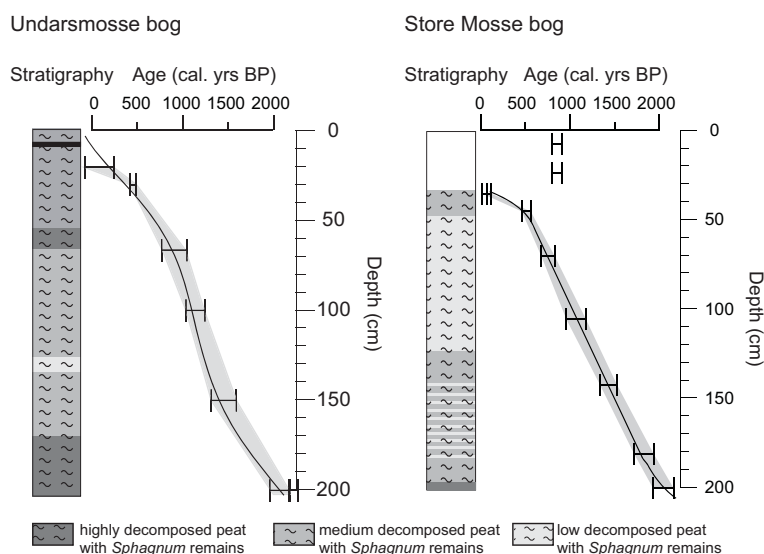 Undarsmosse bog
Stratigraphy Age (cal. yrs BP)
0 500 1000 1500 2000
0
50
100
150
200
Depth (cm)
Store Mosse bog
Stratigraphy Age (cal. yrs BP)
0 500 1000 1500 2000
0
50
100
150
200
Depth (cm)
highly decomposed peat
with Sphagnum remains
medium decomposed peat
with Sphagnum remains
low decomposed peat
with Sphagnum remains